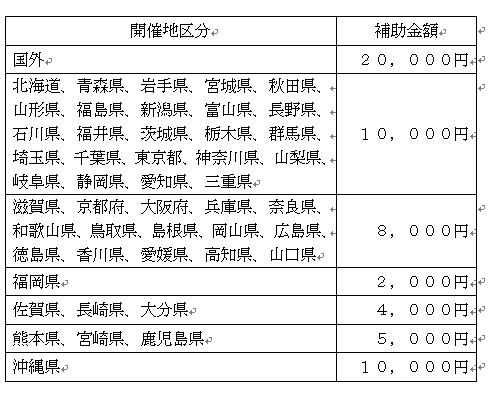 開催地区分 補助金額
国外 ２０，０００円
北海道、青森県、岩手県、宮城県、秋田県、
山形県、福島県、新潟県、富山県、長野県、
石川県、福井県、茨城県、栃木県、群馬県、 １０，０００円
埼玉県、千葉県、東京都、神奈川県、山梨県、
岐阜県、静岡県、愛知県、三重県
滋賀県、京都府、大阪府、兵庫県、奈良県、
和歌山県、鳥取県、島根県、岡山県、広島県、 ８，０００円
徳島県、香川県、愛媛県、高知県、山口県
福岡県 ２，０００円
佐賀県、長崎県、大分県 ４，０００円
熊本県、宮崎県、鹿児島県 ５，０００円
沖縄県 １０，０００円